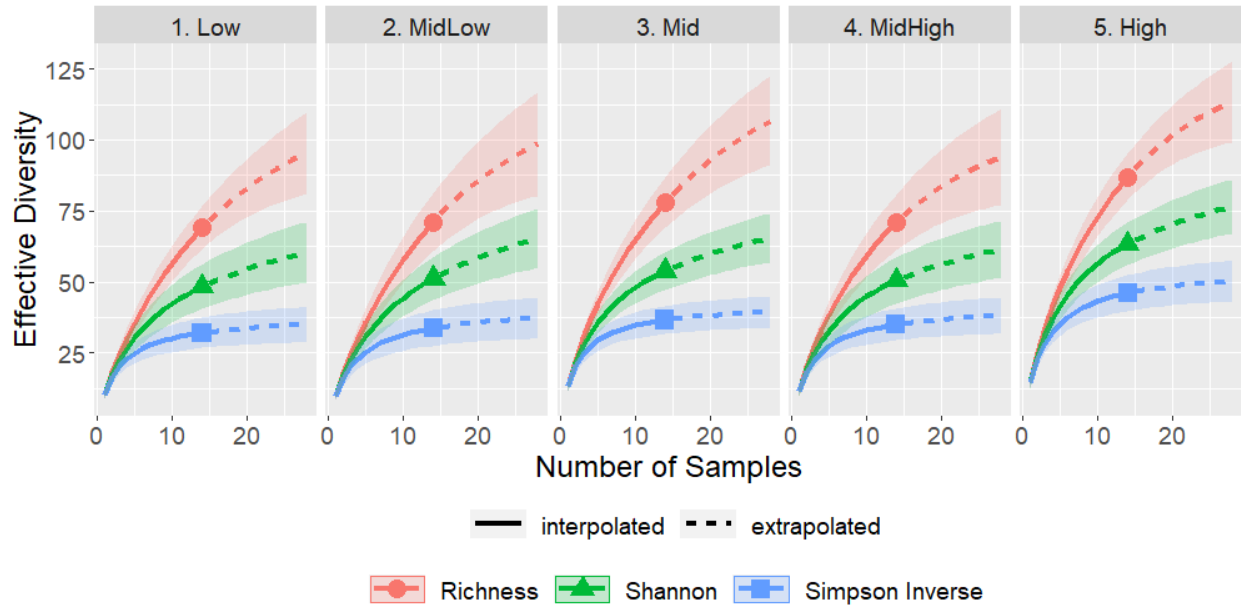 1. Low 2. MidLow 3. Mid 4. MidHigh 5. High
Effective Diversity
125
100
75
50
25
0 10 20 0 10 20 0 10 20 0 10 20 0 10 20
Number of Samples
interpolated extrapolated
Richness Shannon Simpson Inverse